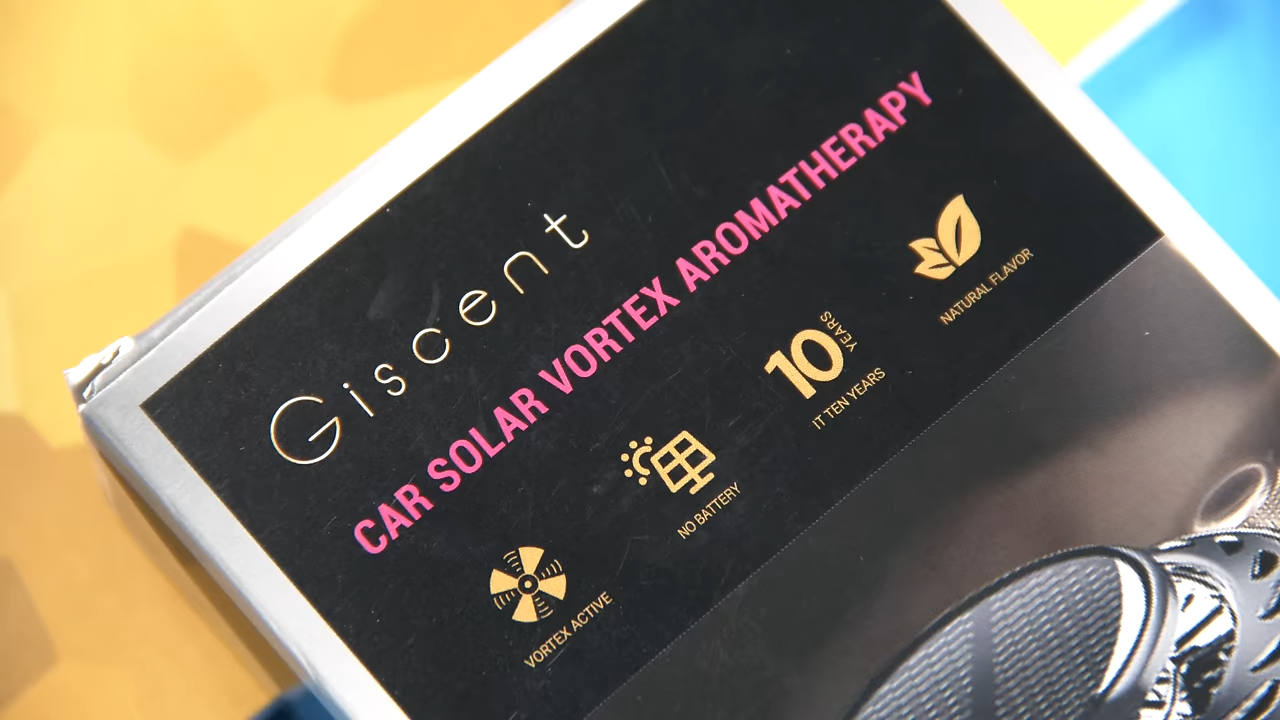 Giscent
CAR SOLAR VORTEX AROMATHERAPY
VORTEX ACTIVE
NO BATTERY
10 YEARS
IT TEN YEARS
NATURAL FLAVOR